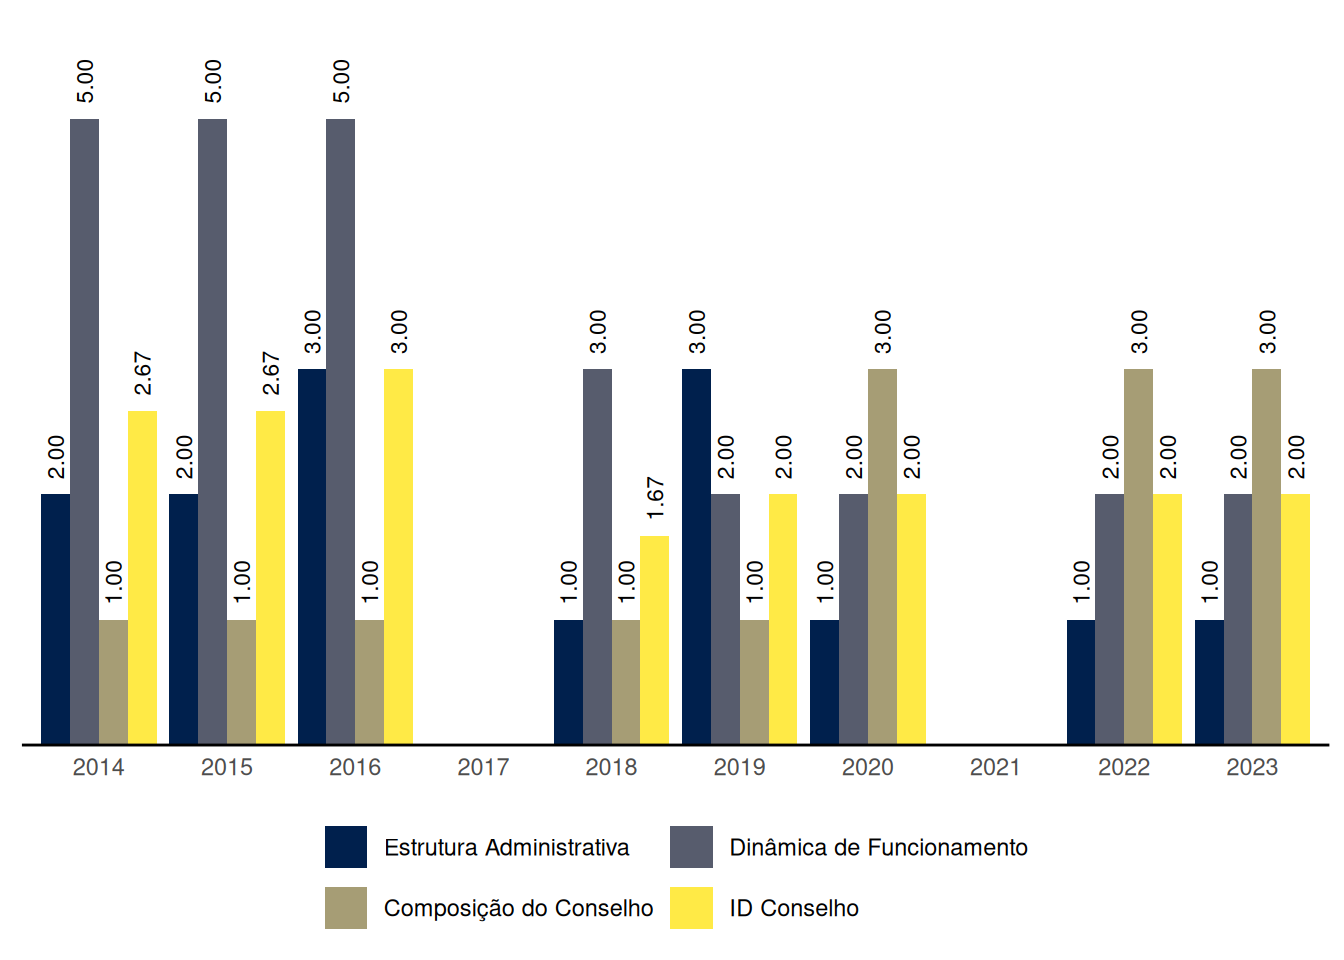 5.00 5.00 5.00
3.00 3.00 3.00 3.00 3.00 3.00 3.00
2.67 2.67
2.00 2.00 2.00 2.00 2.00 2.00 2.00 2.00 2.00 2.00
1.67
1.00 1.00 1.00 1.00 1.00 1.00 1.00 1.00 1.00
2014 2015 2016 2017 2018 2019 2020 2021 2022 2023
Estrutura Administrativa Dinâmica de Funcionamento
Composição do Conselho ID Conselho